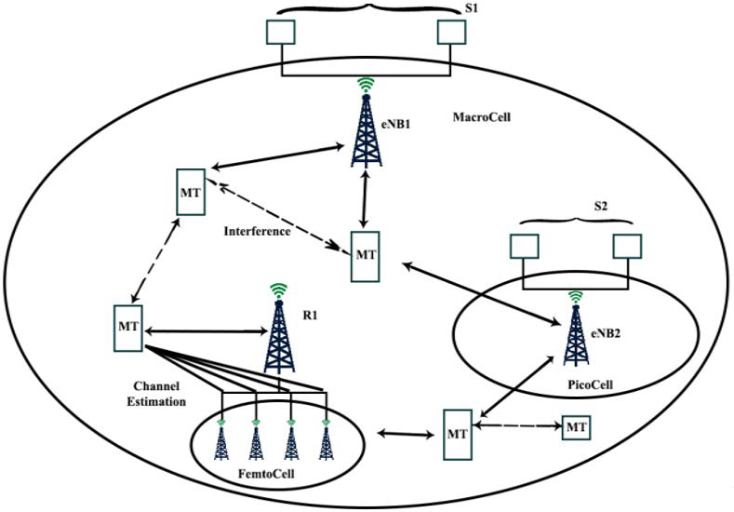 S1
MacroCell
eNB1
MT
S2
Interference
MT
R1
MT
eNB2
PicoCell
Channel
Estimation
MT
MT
FemtoCell